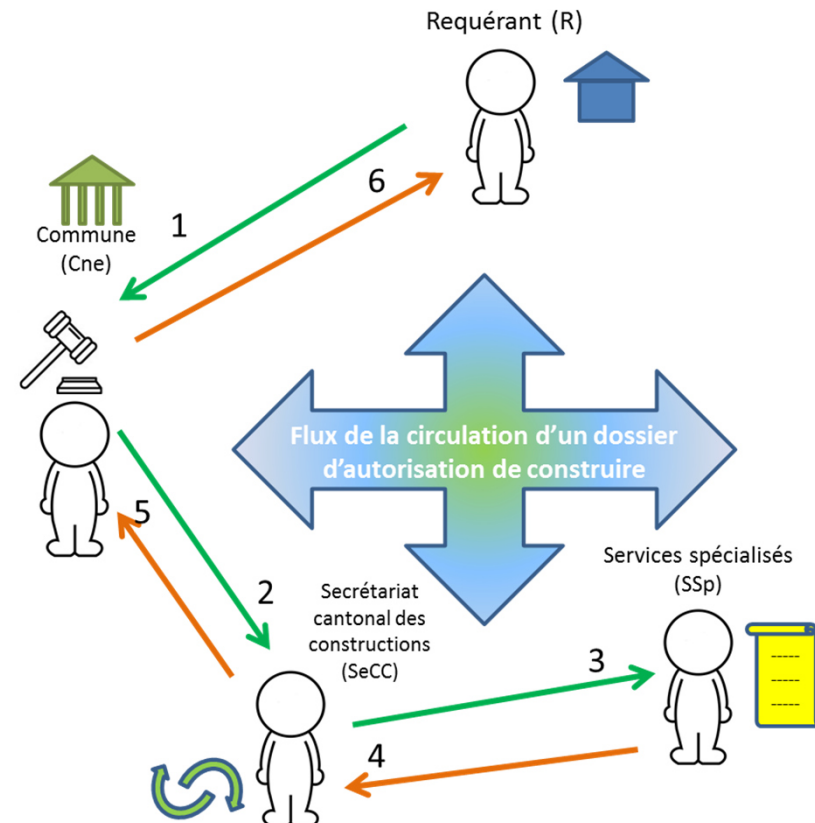 Requérant (R)
6
1
Commune
(Cne)
Flux de la circulation d’un dossier
d’autorisation de construire
5
2
Services spécialisés
(SSp)
Secrétariat
cantonal des
constructions
(SeCC)
3
4